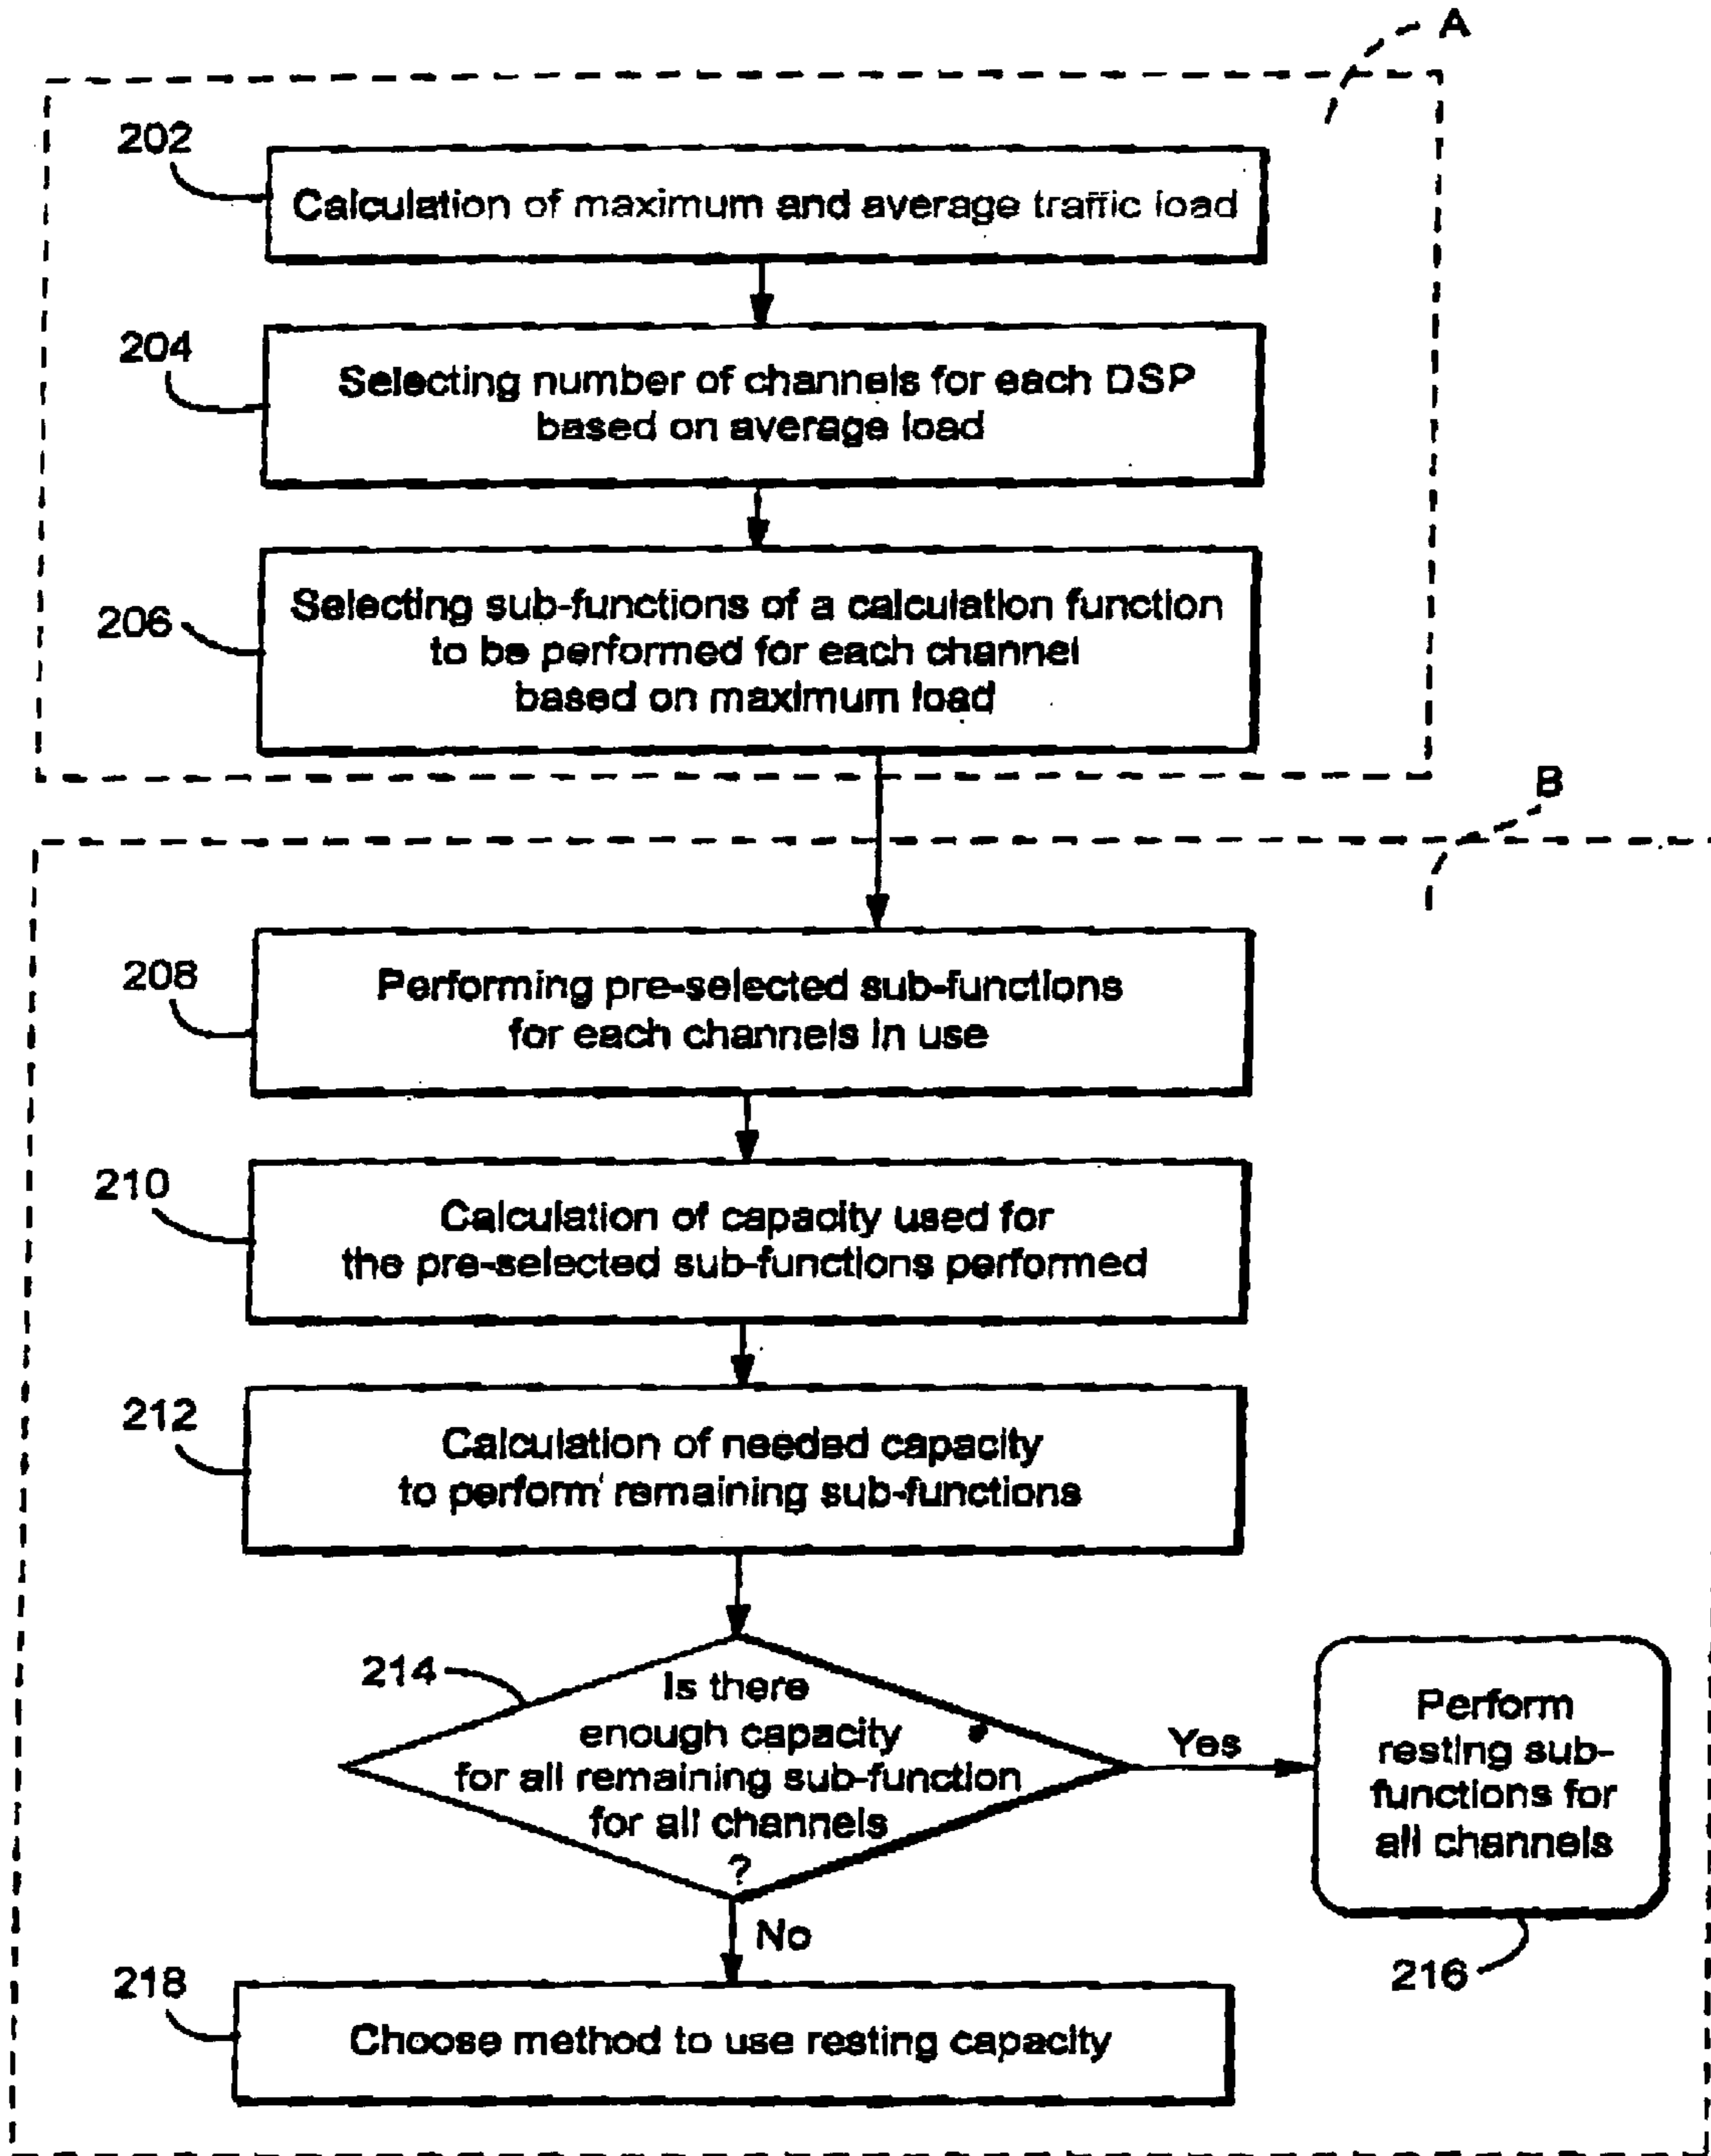 A
202
Calculation of maximum and average traffic load
204
Selecting number of channels for each DSP
based on average load
206
Selecting sub-functions of a calculation function
to be performed for each channel
based on maximum load
B
208
Performing pre-selected sub-functions
for each channels in use
210
Calculation of capacity used for
the pre-selected sub-functions performed
212
Calculation of needed capacity
to perform remaining sub-functions
214
Is there
enough capacity
for all remaining sub-function
for all channels
?
Yes
Perform
resting sub-
functions for
all channels
216
No
218
Choose method to use resting capacity